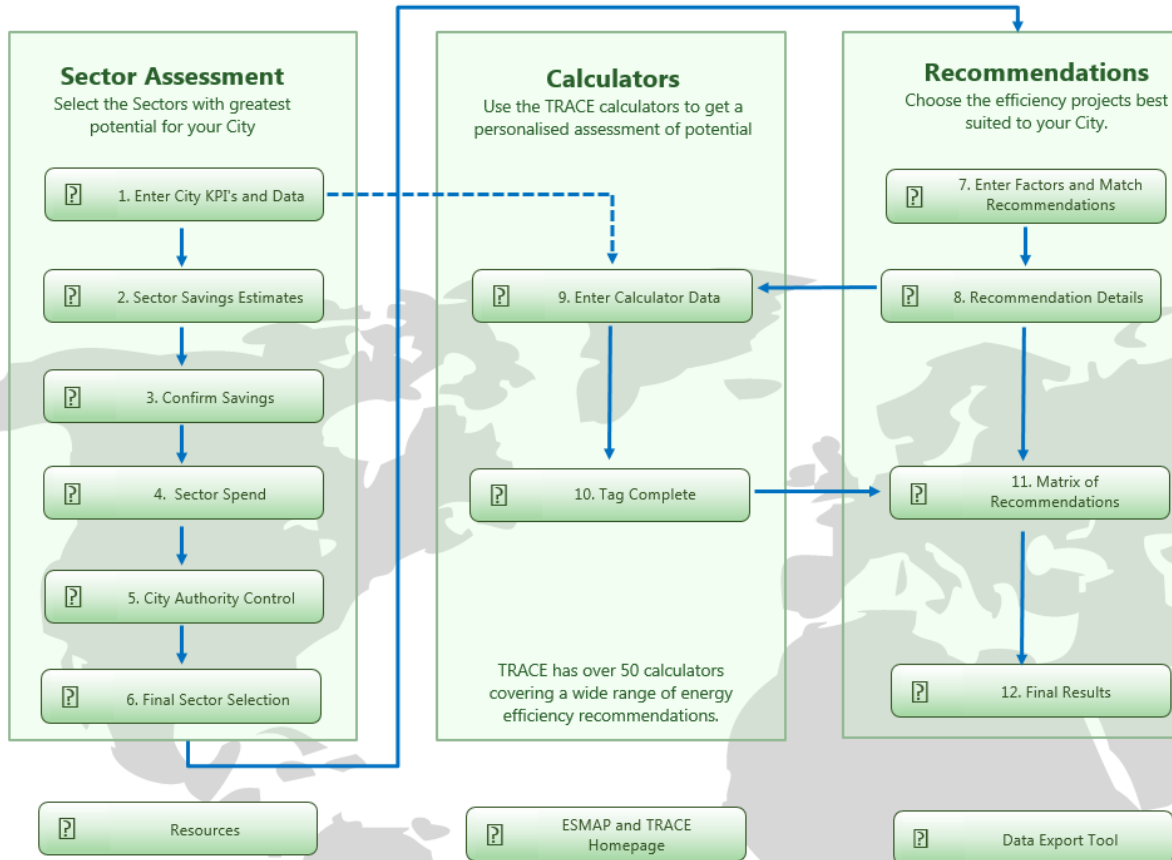 Sector Assessment
Select the Sectors with greatest
potential for your City
1. Enter City KPI's and Data
2. Sector Savings Estimates
3. Confirm Savings
4. Sector Spend
5. City Authority Control
6. Final Sector Selection
Calculators
Use the TRACE calculators to get a
personalised assessment of potential
9. Enter Calculator Data
10. Tag Complete
TRACE has over 50 calculators
covering a wide range of energy
efficiency recommendations.
Recommendations
Choose the efficiency projects best
suited to your City.
7. Enter Factors and Match
Recommendations
8. Recommendation Details
11. Matrix of
Recommendations
12. Final Results
Resources
ESMAP and TRACE
Homepage
Data Export Tool